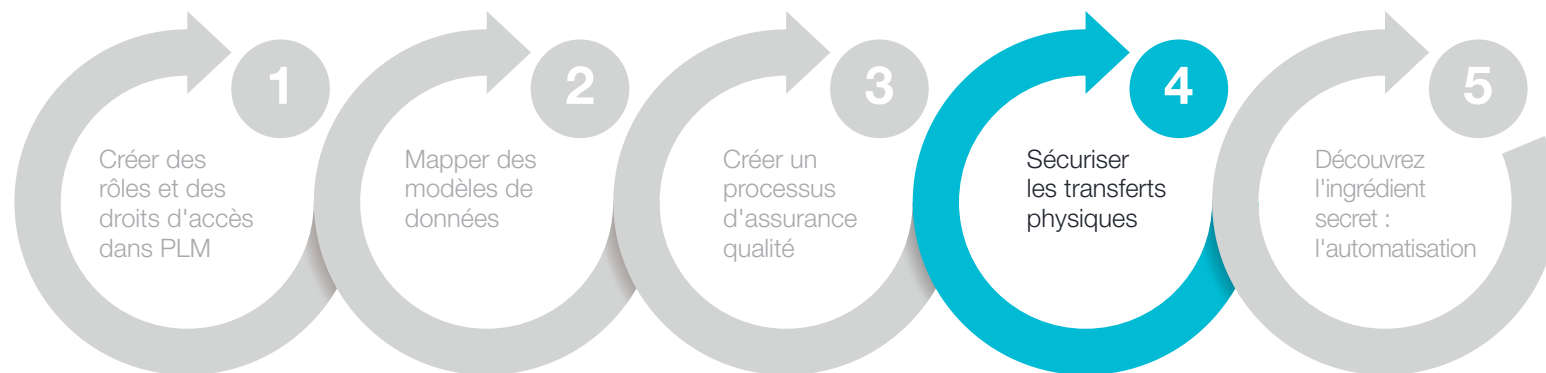 1
Créer des
rôles et des
droits d'accès
dans PLM
2
Mapper des
modèles de
données
3
Créer un
processus
d'assurance
qualité
4
Sécuriser
les transferts
physiques
5
Découvrez
l'ingrédient
secret :
l'automatisation